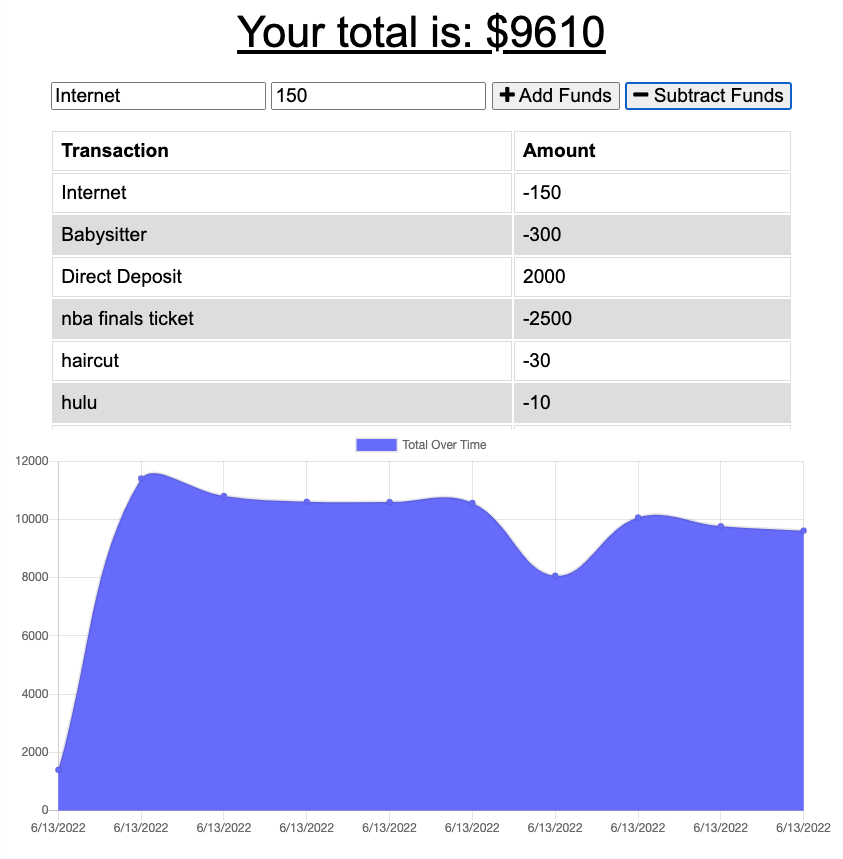 Your total is: $9610
Internet 150 Add Funds Subtract Funds
Transaction Amount
Internet -150
Babysitter -300
Direct Deposit 2000
nba finals ticket -2500
haircut -30
hulu -10
Total Over Time
12000
10000
8000
6000
4000
2000
0
6/13/2022 6/13/2022 6/13/2022 6/13/2022 6/13/2022 6/13/2022 6/13/2022 6/13/2022 6/13/2022 6/13/2022